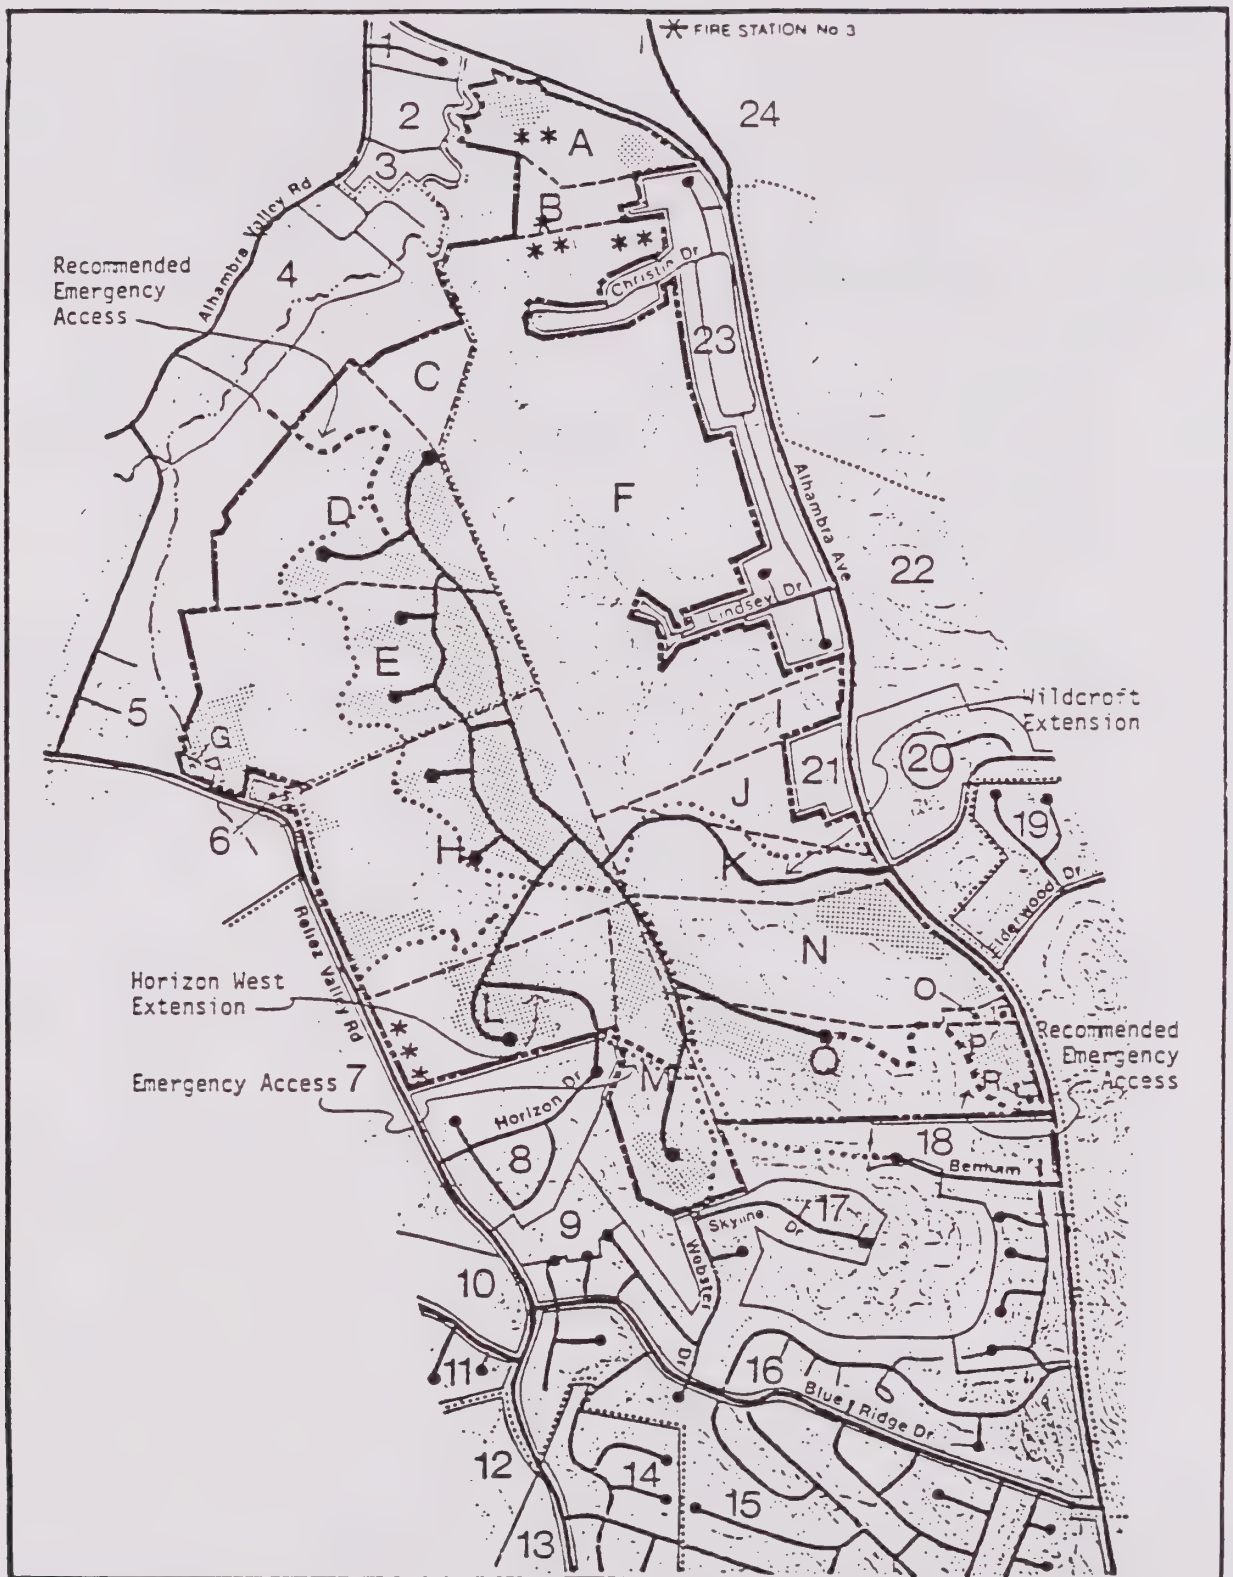 FIRE STATION No 3
1
24
2
A
3
B
Alhambra Valley Rd
Recommended
Emergency
Access
4
Christie Dr
23
C
Alhambra Ave
D
F
22
Lindsey Dr
E
5
I
Wildcroft
Extension
G
20
J
21
6
19
H
K
Elderwood Dr
Reliez Valley Rd
N
Horizon West
Extension
O
L
P
Recommended
Emergency
Access
Q
R
M
Emergency Access
7
Horizon Dr
18
Benham
8
17
Skyline Dr
9
Webster Dr
10
11
16
Blue Ridge Dr
12
14
15
13